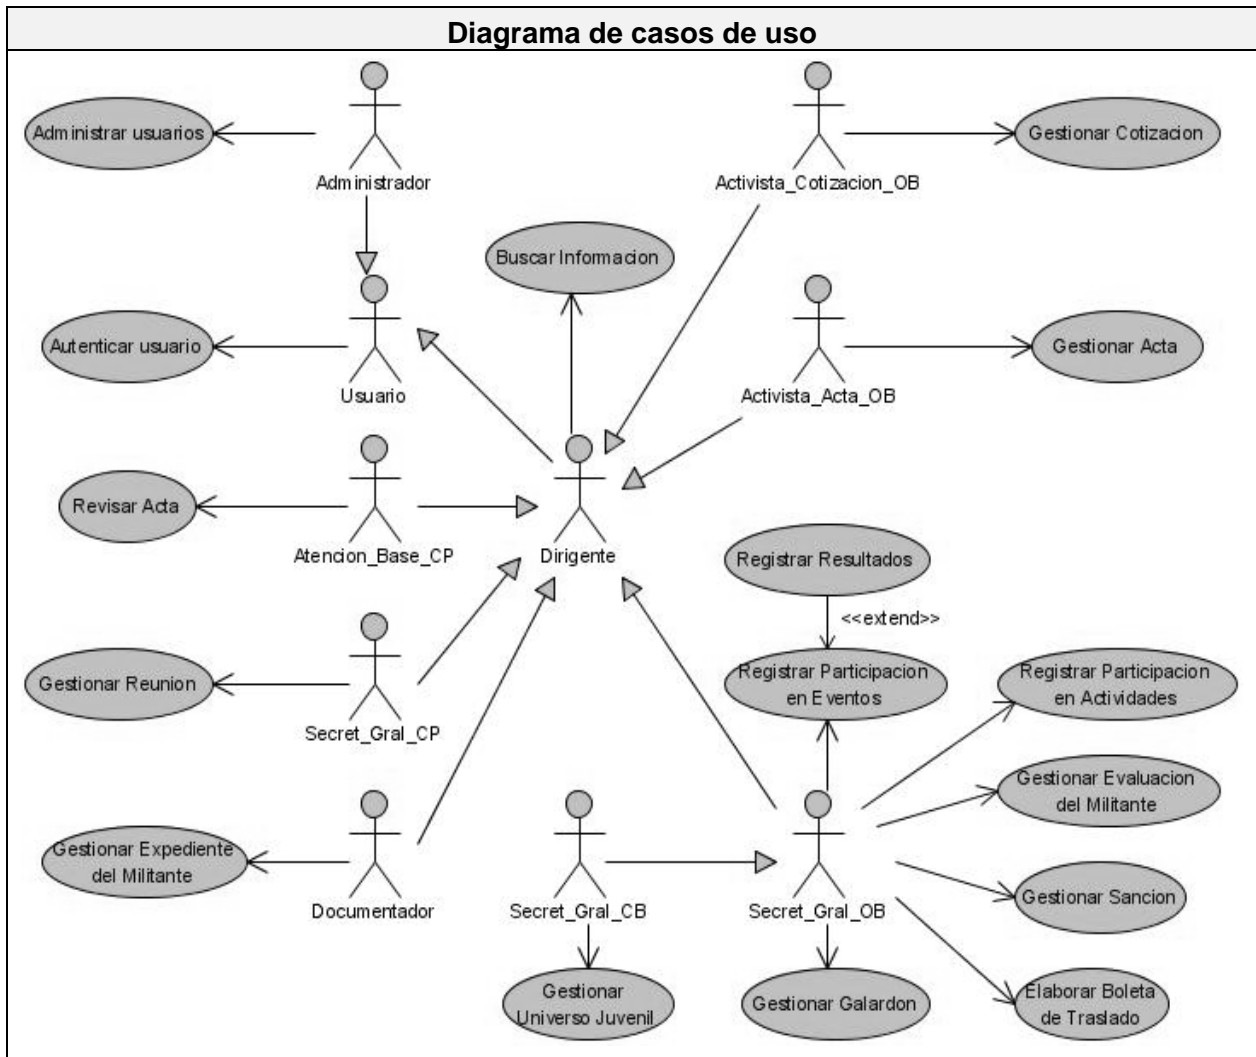 Diagrama de casos de uso
Administrar usuarios
Administrador
Activista_Cotizacion_OB
Gestionar Cotizacion
Buscar Informacion
Autenticar usuario
Usuario
Activista_Acta_OB
Gestionar Acta
Revisar Acta
Atencion_Base_CP
Dirigente
Registrar Resultados
<<extend>>
Gestionar Reunion
Secret_Gral_CP
Registrar Participacion
en Eventos
Registrar Participacion
en Actividades
Gestionar Evaluacion
del Militante
Gestionar Expediente
del Militante
Documentador
Secret_Gral_CB
Secret_Gral_OB
Gestionar Sancion
Gestionar
Universo Juvenil
Gestionar Galardon
Elaborar Boleta
de Traslado